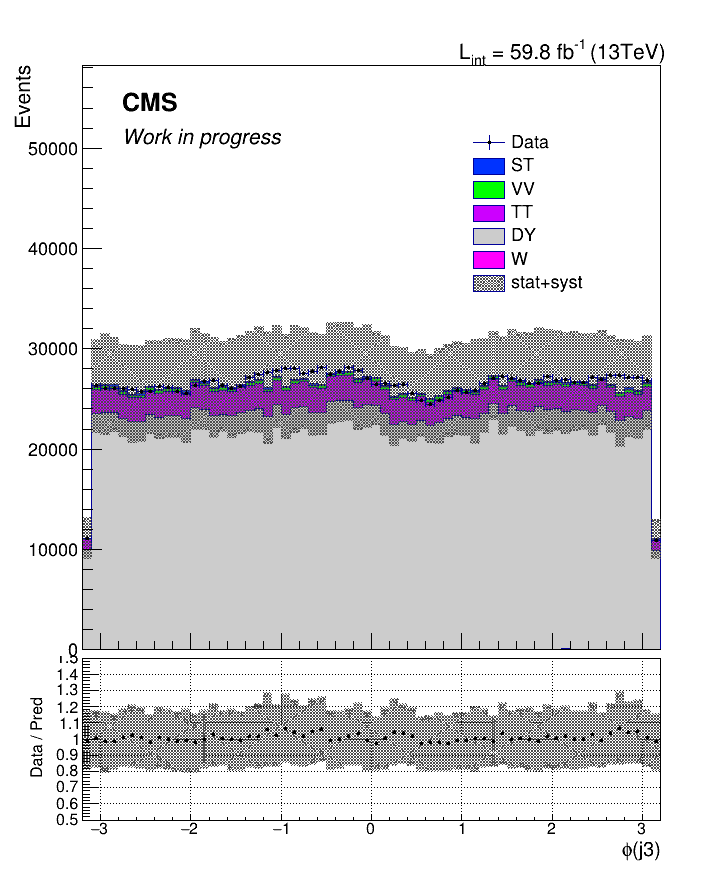 L_int = 59.8 fb^-1 (13TeV)
Events
CMS
Work in progress
Data
ST
VV
TT
DY
W
stat+syst
50000
40000
30000
20000
10000
0
1.5
1.4
1.3
1.2
1.1
1
0.9
0.8
0.7
0.6
0.5
Data / Pred
−3 −2 −1 0 1 2 3
ϕ(j3)